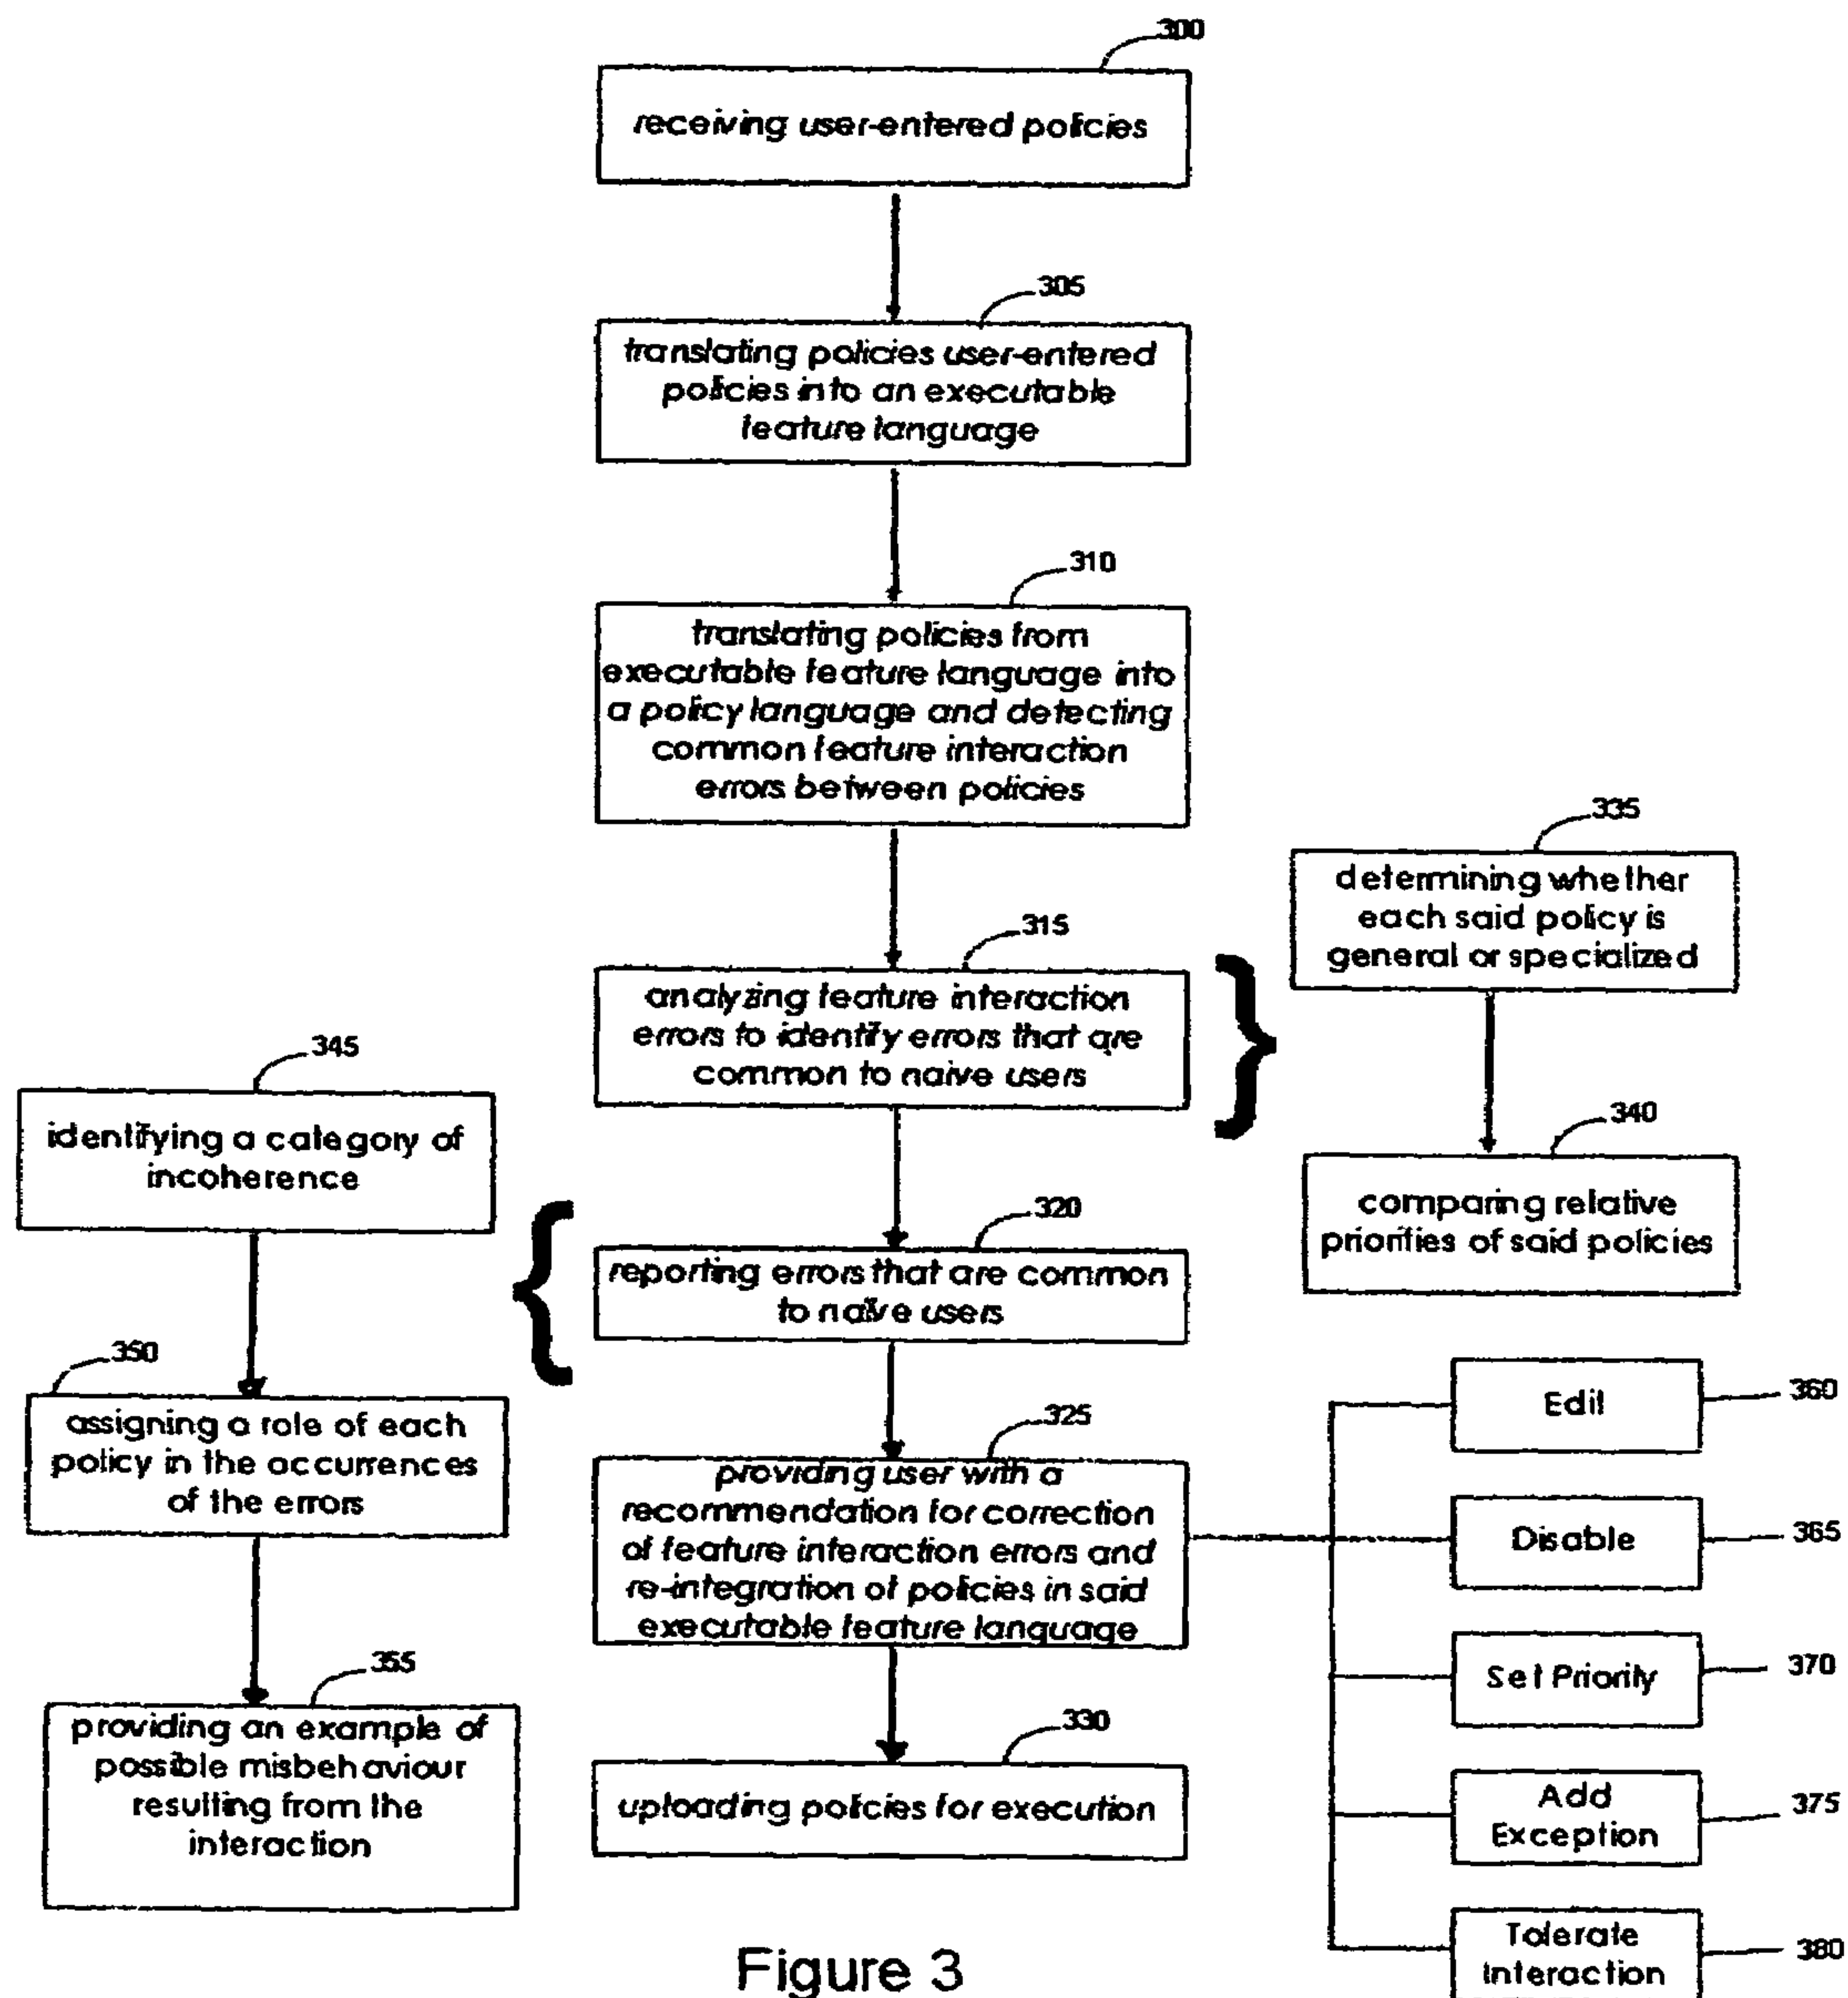 300
receiving user-entered policies
305
translating policies user-entered
policies into an executable
feature language
310
translating policies from
executable feature language into
a policy language and detecting
common feature interaction
errors between policies
315
analyzing feature interaction
errors to identify errors that are
common to naive users
335
determining whether
each said policy is
general or specialized
340
comparing relative
priorities of said policies
320
reporting errors that are common
to naïve users
345
identifying a category of
incoherence
350
assigning a role of each
policy in the occurrences
of the errors
355
providing an example of
possible misbehaviour
resulting from the
interaction
325
providing user with a
recommendation for correction
of feature interaction errors and
re-integration of policies in said
executable feature language
360
Edit
365
Disable
370
Set Priority
375
Add
Exception
380
Tolerate
Interaction
330
uploading policies for execution
Figure 3